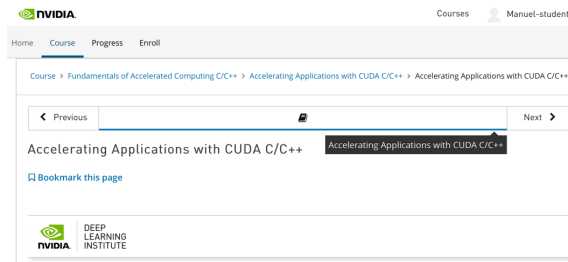 NVIDIA.
Courses
Manuel-student
Home Course Progress Enroll
Course > Fundamentals of Accelerated Computing C/C++ > Accelerating Applications with CUDA C/C++ > Accelerating Applications with CUDA C/C++
Previous
Next
Accelerating Applications with CUDA C/C++
Accelerating Applications with CUDA C/C++
Bookmark this page
NVIDIA.
DEEP
LEARNING
INSTITUTE